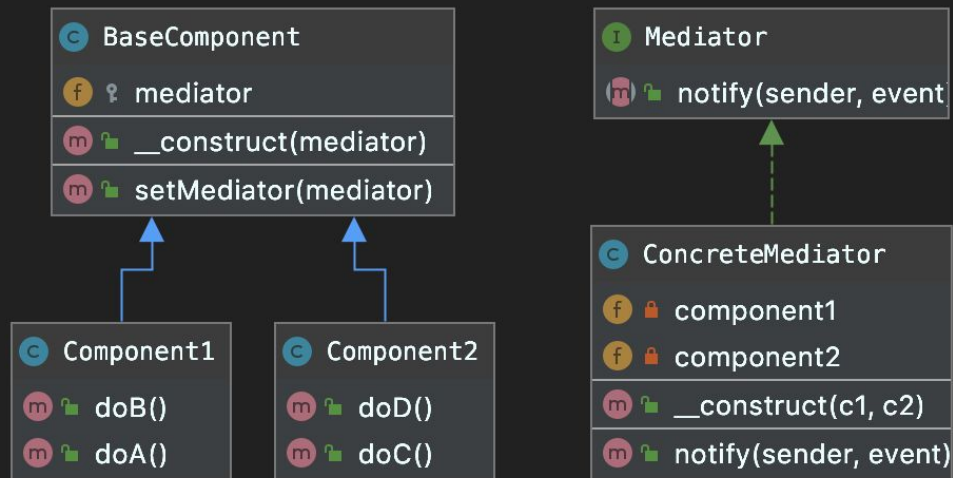 C BaseComponent
f mediator
m __construct(mediator)
m setMediator(mediator)
I Mediator
m notify(sender, event)
C Component1
m doB()
m doA()
C Component2
m doD()
m doC()
C ConcreteMediator
f component1
f component2
m __construct(c1, c2)
m notify(sender, event)